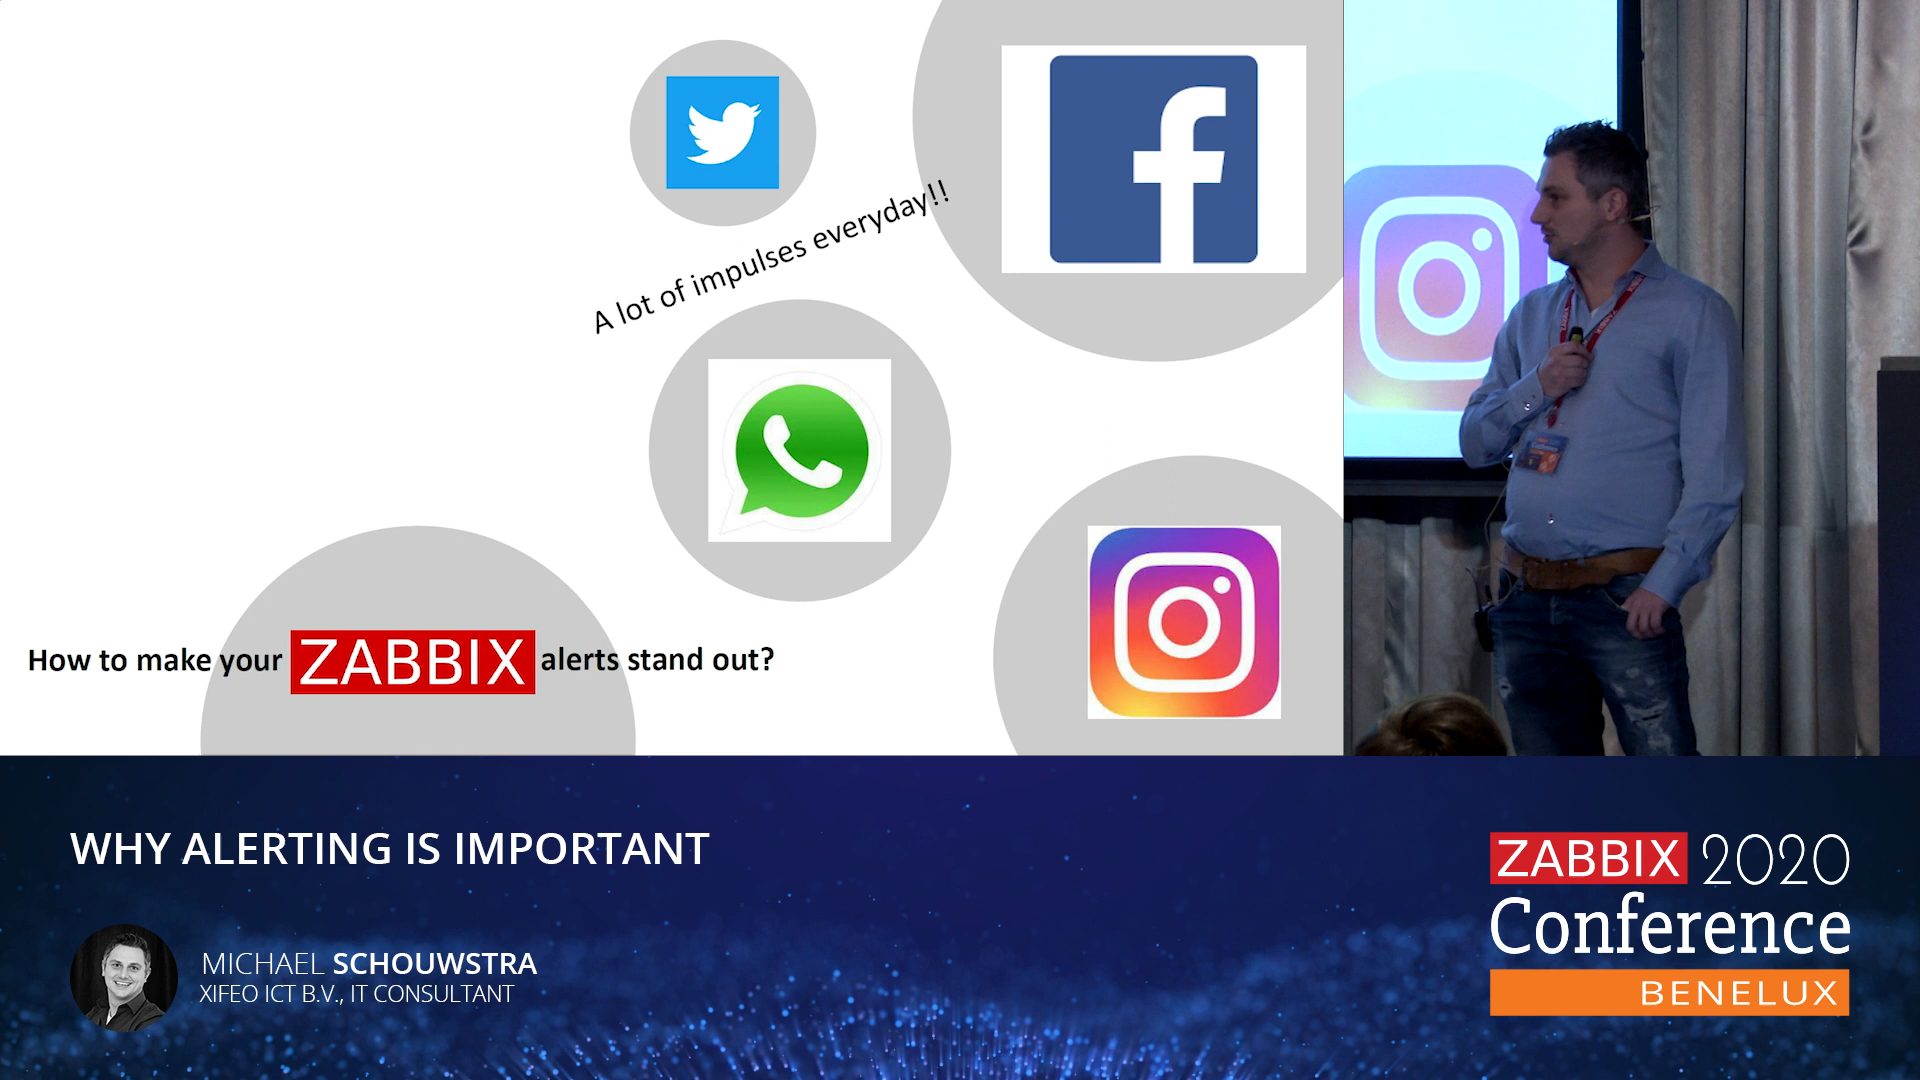 A lot of impulses everyday!!
How to make your ZABBIX alerts stand out?
WHY ALERTING IS IMPORTANT
MICHAEL SCHOUWSTRA
XIFEO ICT B.V., IT CONSULTANT
ZABBIX 2020
Conference
BENELUX